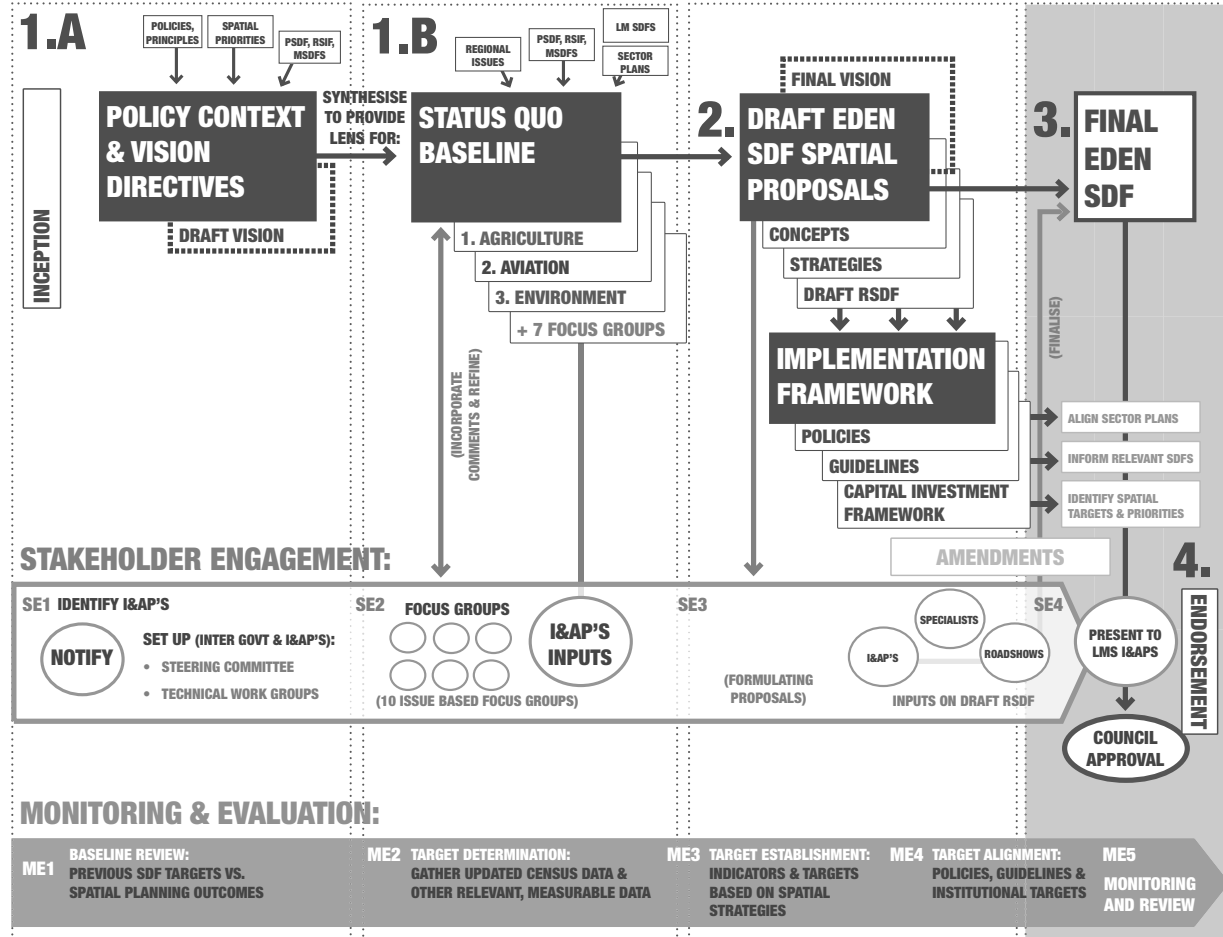 1.A
POLICIES,
PRINCIPLES
SPATIAL
PRIORITIES
PSDF, RSIF,
MSDFS
INCEPTION
POLICY CONTEXT
& VISION
DIRECTIVES
DRAFT VISION
SYNTHESISE
TO PROVIDE
LENS FOR:
1.B
REGIONAL
ISSUES
PSDF, RSIF,
MSDFS
LM SDFS
SECTOR
PLANS
STATUS QUO
BASELINE
1. AGRICULTURE
2. AVIATION
3. ENVIRONMENT
+ 7 FOCUS GROUPS
(INCORPORATE
COMMENTS & REFINE)
2.
FINAL VISION
DRAFT EDEN
SDF SPATIAL
PROPOSALS
CONCEPTS
STRATEGIES
DRAFT RSDF
IMPLEMENTATION
FRAMEWORK
POLICIES
GUIDELINES
CAPITAL INVESTMENT
FRAMEWORK
3.
FINAL
EDEN
SDF
(FINALISE)
ALIGN SECTOR PLANS
INFORM RELEVANT SDFS
IDENTIFY SPATIAL
TARGETS & PRIORITIES
AMENDMENTS
4.
ENDORSEMENT
STAKEHOLDER ENGAGEMENT:
SE1 IDENTIFY I&AP'S
NOTIFY
SET UP (INTER GOVT & I&AP'S):
• STEERING COMMITTEE
• TECHNICAL WORK GROUPS
SE2
FOCUS GROUPS
(10 ISSUE BASED FOCUS GROUPS)
I&AP'S
INPUTS
SE3
(FORMULATING
PROPOSALS)
I&AP'S
SPECIALISTS
ROADSHOWS
INPUTS ON DRAFT RSDF
SE4
PRESENT TO
LMS I&APS
COUNCIL
APPROVAL
MONITORING & EVALUATION:
ME1
BASELINE REVIEW:
PREVIOUS SDF TARGETS VS.
SPATIAL PLANNING OUTCOMES
ME2
TARGET DETERMINATION:
GATHER UPDATED CENSUS DATA &
OTHER RELEVANT, MEASURABLE DATA
ME3
TARGET ESTABLISHMENT:
INDICATORS & TARGETS
BASED ON SPATIAL
STRATEGIES
ME4
TARGET ALIGNMENT:
POLICIES, GUIDELINES &
INSTITUTIONAL TARGETS
ME5
MONITORING
AND REVIEW